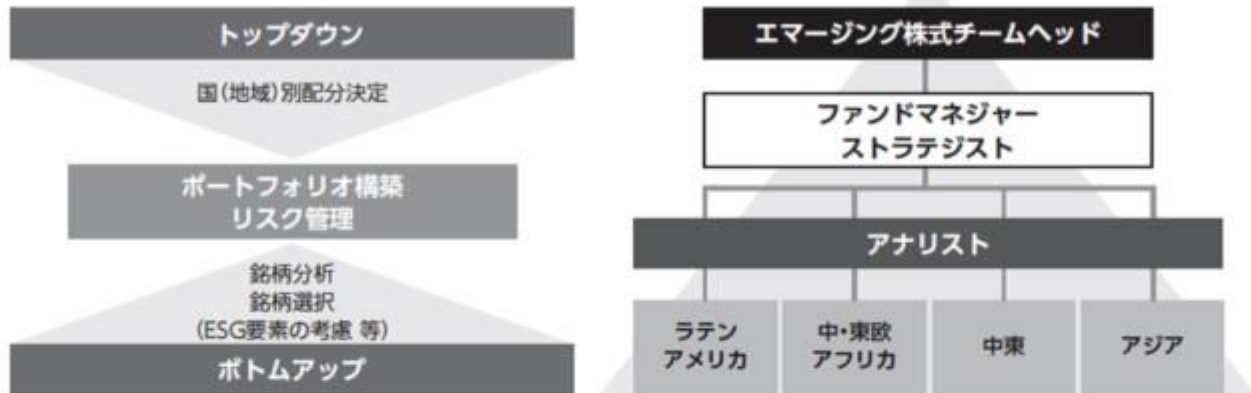 トップダウン
国(地域)別配分決定
ポートフォリオ構築
リスク管理
銘柄分析
銘柄選択
(ESG要素の考慮 等)
ボトムアップ
エマージング株式チームヘッド
ファンドマネジャー
ストラテジスト
アナリスト
ラテン
アメリカ
中・東欧
アフリカ
中東
アジア